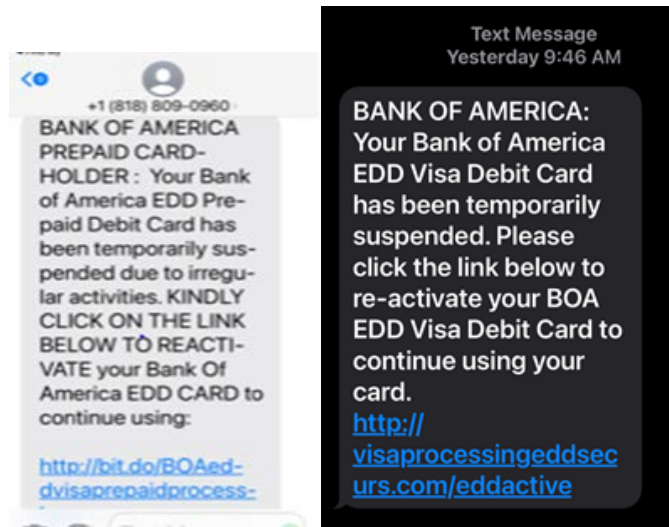 +1 (818) 809-0960
BANK OF AMERICA
PREPAID CARD-
HOLDER : Your Bank
of America EDD Pre-
paid Debit Card has
been temporarily sus-
pended due to irregu-
lar activities. KINDLY
CLICK ON THE LINK
BELOW TO REACTI-
VATE your Bank Of
America EDD CARD to
continue using:
http://bit.do/BOAed-
dvisaprepaidprocess-
Text Message
Yesterday 9:46 AM
BANK OF AMERICA:
Your Bank of America
EDD Visa Debit Card
has been temporarily
suspended. Please
click the link below to
re-activate your BOA
EDD Visa Debit Card to
continue using your
card.
http://
visaprocessingeddsec
urs.com/eddactive